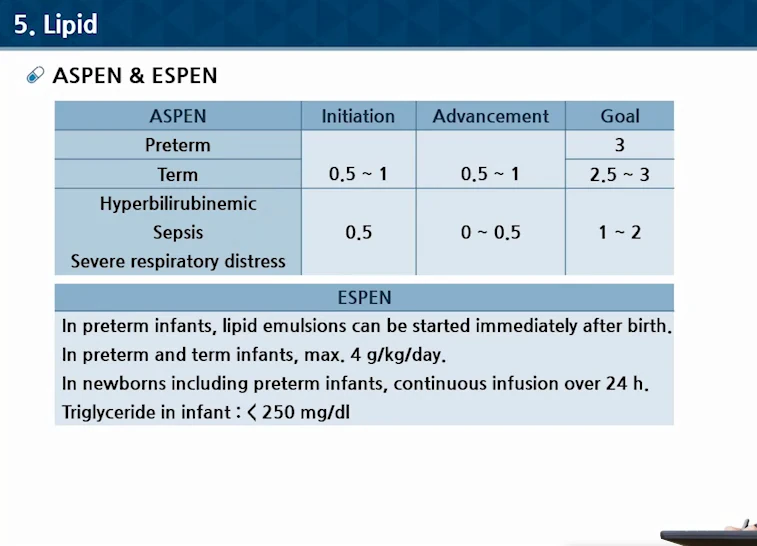 5. Lipid
ASPEN & ESPEN
ASPEN Initiation Advancement Goal
Preterm 3
Term 0.5 ~ 1 0.5 ~ 1 2.5 ~ 3
Hyperbilirubinemic
Sepsis 0.5 0 ~ 0.5 1 ~ 2
Severe respiratory distress
ESPEN
In preterm infants, lipid emulsions can be started immediately after birth.
In preterm and term infants, max. 4 g/kg/day.
In newborns including preterm infants, continuous infusion over 24 h.
Triglyceride in infant : < 250 mg/dl